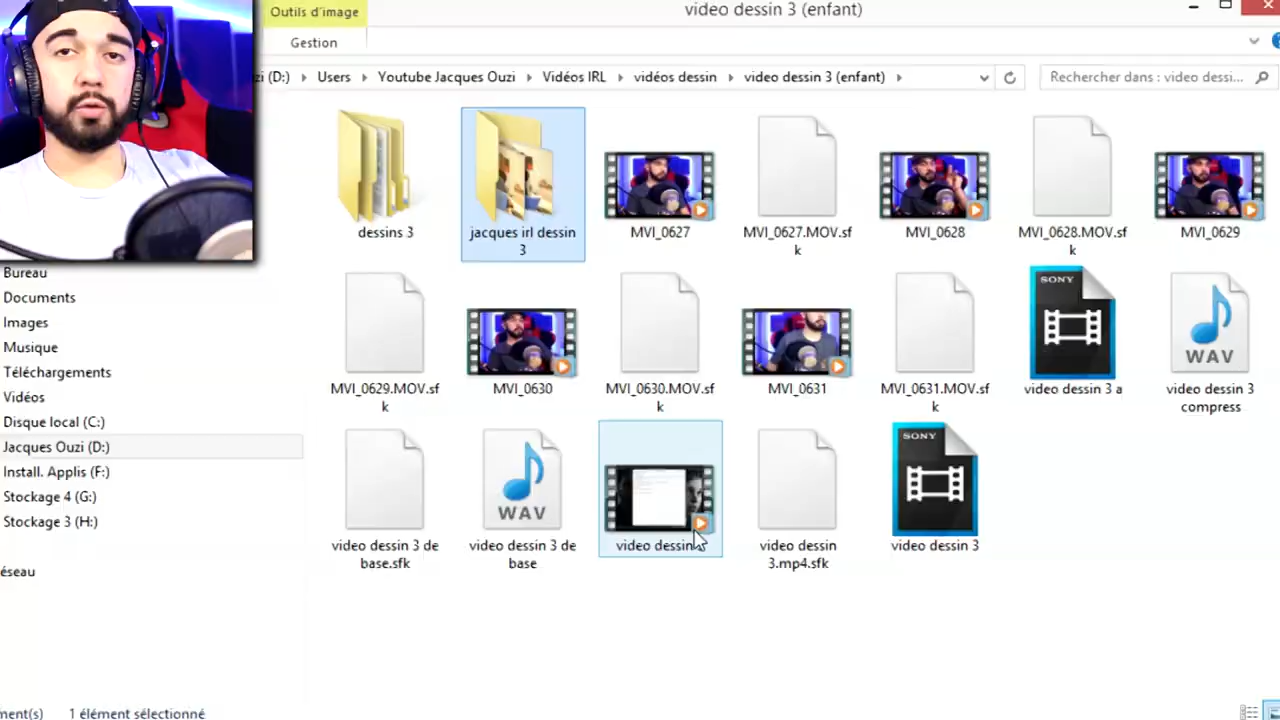 video dessin 3 (enfant)
Outils d'image
Gestion
zi (D:) Users Youtube Jacques Ouzi Vidéos IRL vidéos dessin video dessin 3 (enfant)
Rechercher dans : video dessi...
dessins 3
jacques irl dessin
3
MVI_0627
MVI_0627.MOV.sf
k
MVI_0628
MVI_0628.MOV.sf
k
MVI_0629
MVI_0629.MOV.sf
k
MVI_0630
MVI_0630.MOV.sf
k
MVI_0631
MVI_0631.MOV.sf
k
SONY
video dessin 3 a
WAV
video dessin 3
compress
video dessin 3 de
base.sfk
WAV
video dessin 3 de
base
video dessin
video dessin
3.mp4.sfk
SONY
video dessin 3
Bureau
Documents
Images
Musique
Téléchargements
Vidéos
Disque local (C:)
Jacques Ouzi (D:)
Install. Applis (F:)
Stockage 4 (G:)
Stockage 3 (H:)
éseau
ment(s) 1 élément sélectionné